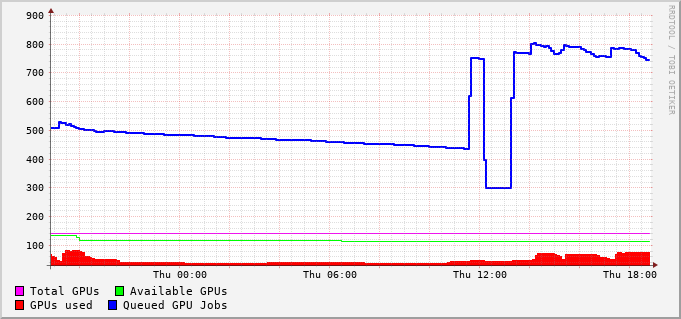 RRDTOOL / TOBI OETIKER
900
800
700
600
500
400
300
200
100
Thu 00:00 Thu 06:00 Thu 12:00 Thu 18:00
Total GPUs Available GPUs
GPUs used Queued GPU Jobs